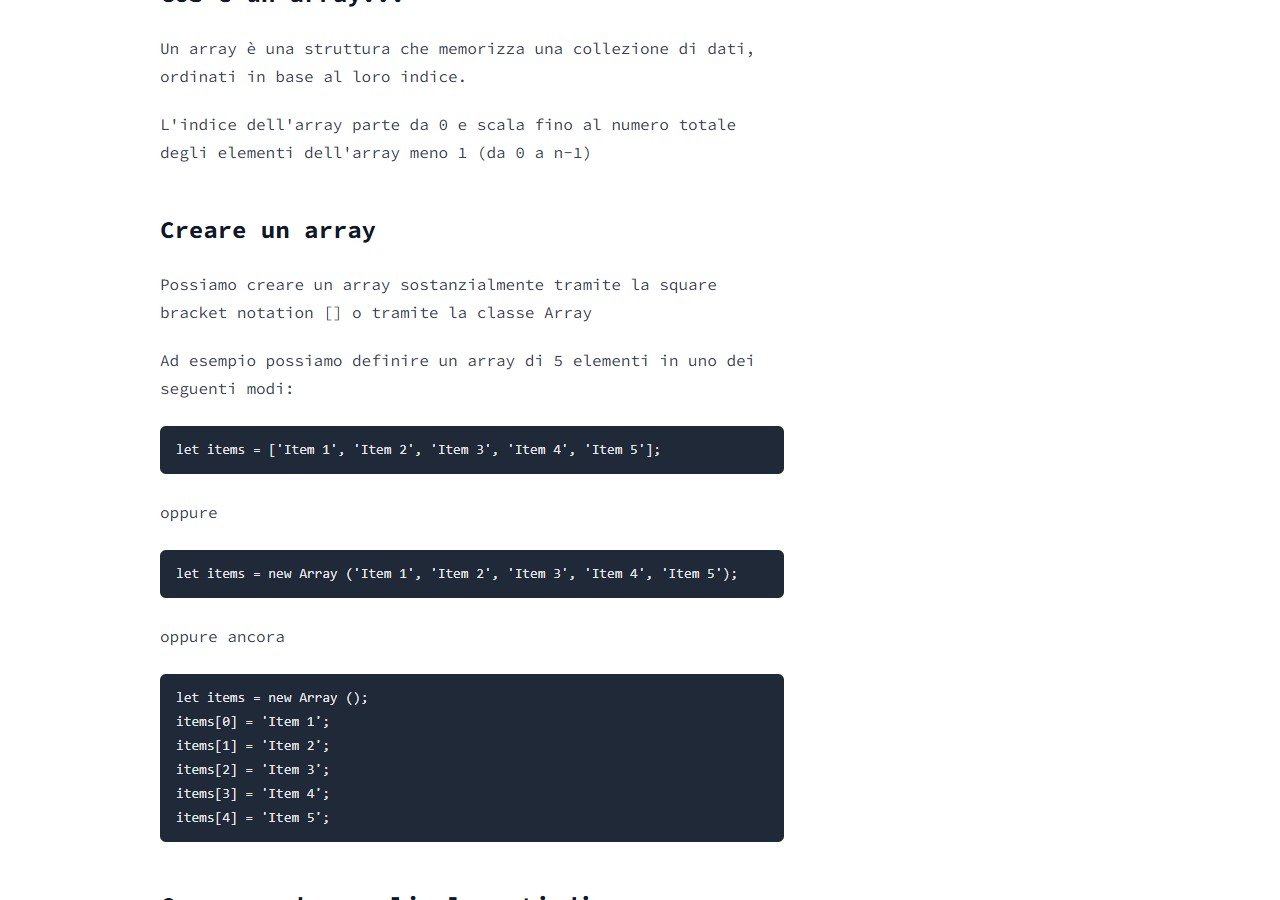 Un array è una struttura che memorizza una collezione di dati,
ordinati in base al loro indice.
L'indice dell'array parte da 0 e scala fino al numero totale
degli elementi dell'array meno 1 (da 0 a n-1)
Creare un array
Possiamo creare un array sostanzialmente tramite la square
bracket notation [] o tramite la classe Array
Ad esempio possiamo definire un array di 5 elementi in uno dei
seguenti modi:
let items = ['Item 1', 'Item 2', 'Item 3', 'Item 4', 'Item 5'];
oppure
let items = new Array ('Item 1', 'Item 2', 'Item 3', 'Item 4', 'Item 5');
oppure ancora
let items = new Array ();
items[0] = 'Item 1';
items[1] = 'Item 2';
items[2] = 'Item 3';
items[3] = 'Item 4';
items[4] = 'Item 5';